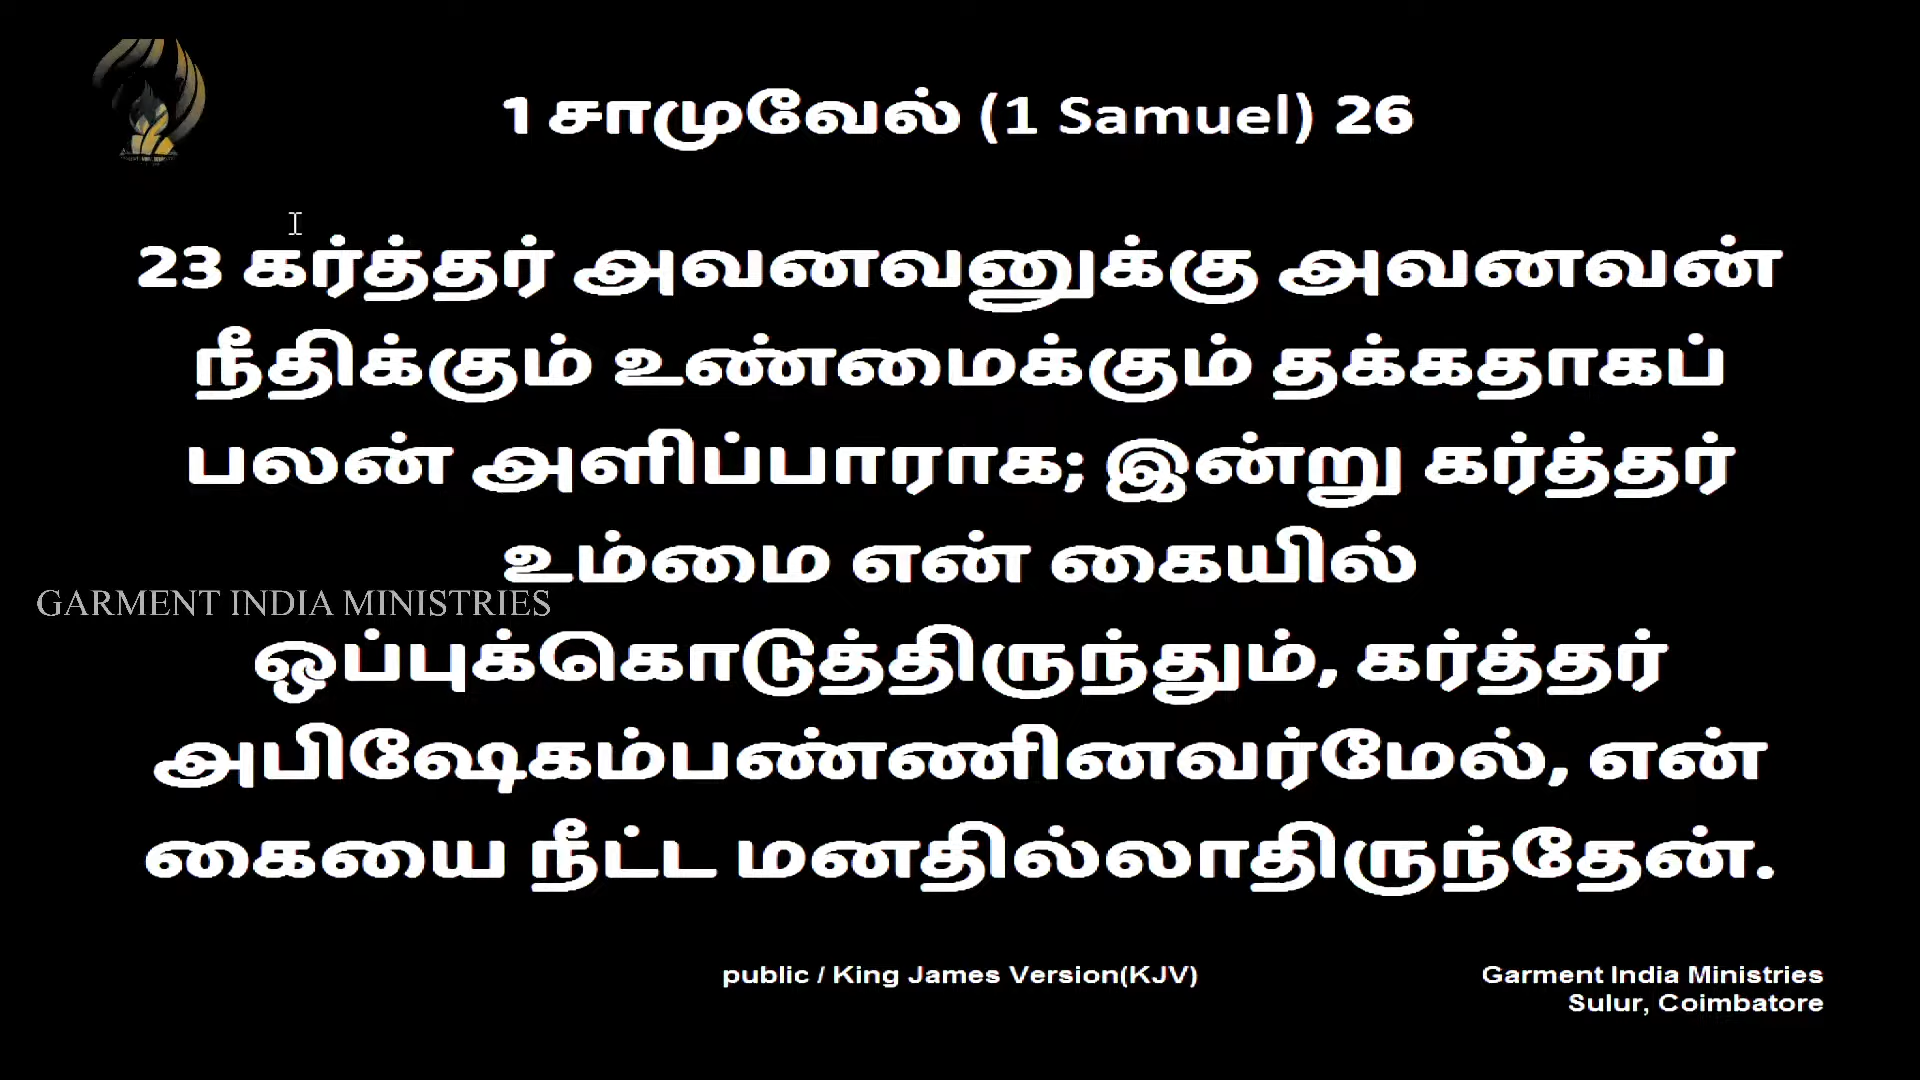 1 சாமுவேல் (1 Samuel) 26
23 கர்த்தர் அவனவனுக்கு அவனவன்
நீதிக்கும் உண்மைக்கும் தக்கதாகப்
பலன் அளிப்பாராக; இன்று கர்த்தர்
உம்மை என் கையில்
GARMENT INDIA MINISTRIES
ஒப்புக்கொடுத்திருந்தும், கர்த்தர்
அபிஷேகம்பண்ணினவர்மேல், என்
கையை நீட்ட மனதில்லாதிருந்தேன்.
public / King James Version(KJV)
Garment India Ministries
Sulur, Coimbatore